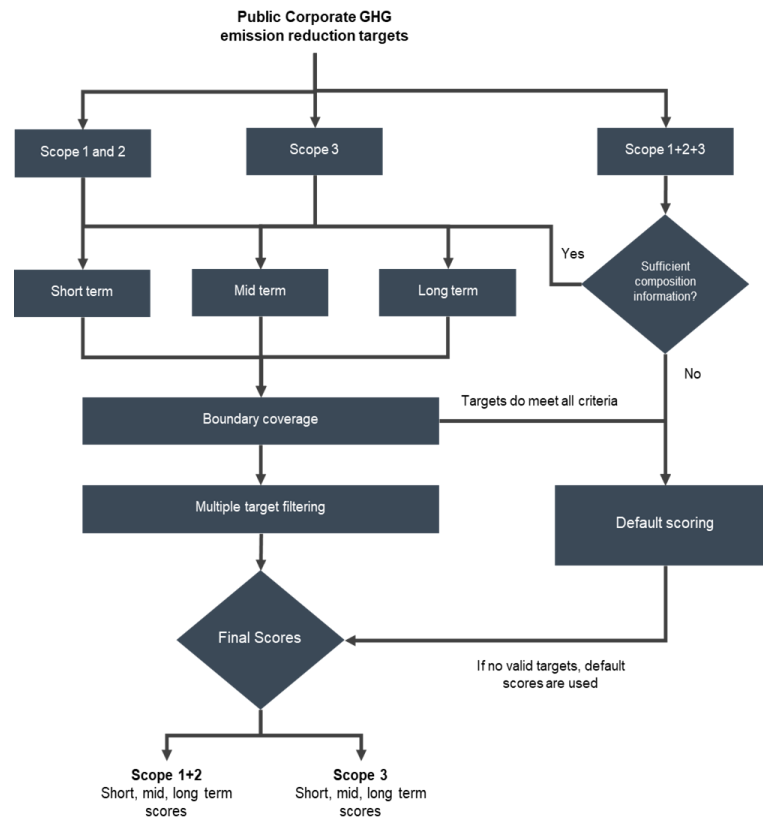 Public Corporate GHG
emission reduction targets
Scope 1 and 2
Scope 3
Scope 1+2+3
Yes
Sufficient
composition
information?
Short term
Mid term
Long term
No
Targets do meet all criteria
Boundary coverage
Multiple target filtering
Default scoring
Final Scores
If no valid targets, default
scores are used
Scope 1+2
Short, mid, long term
scores
Scope 3
Short, mid, long term
scores